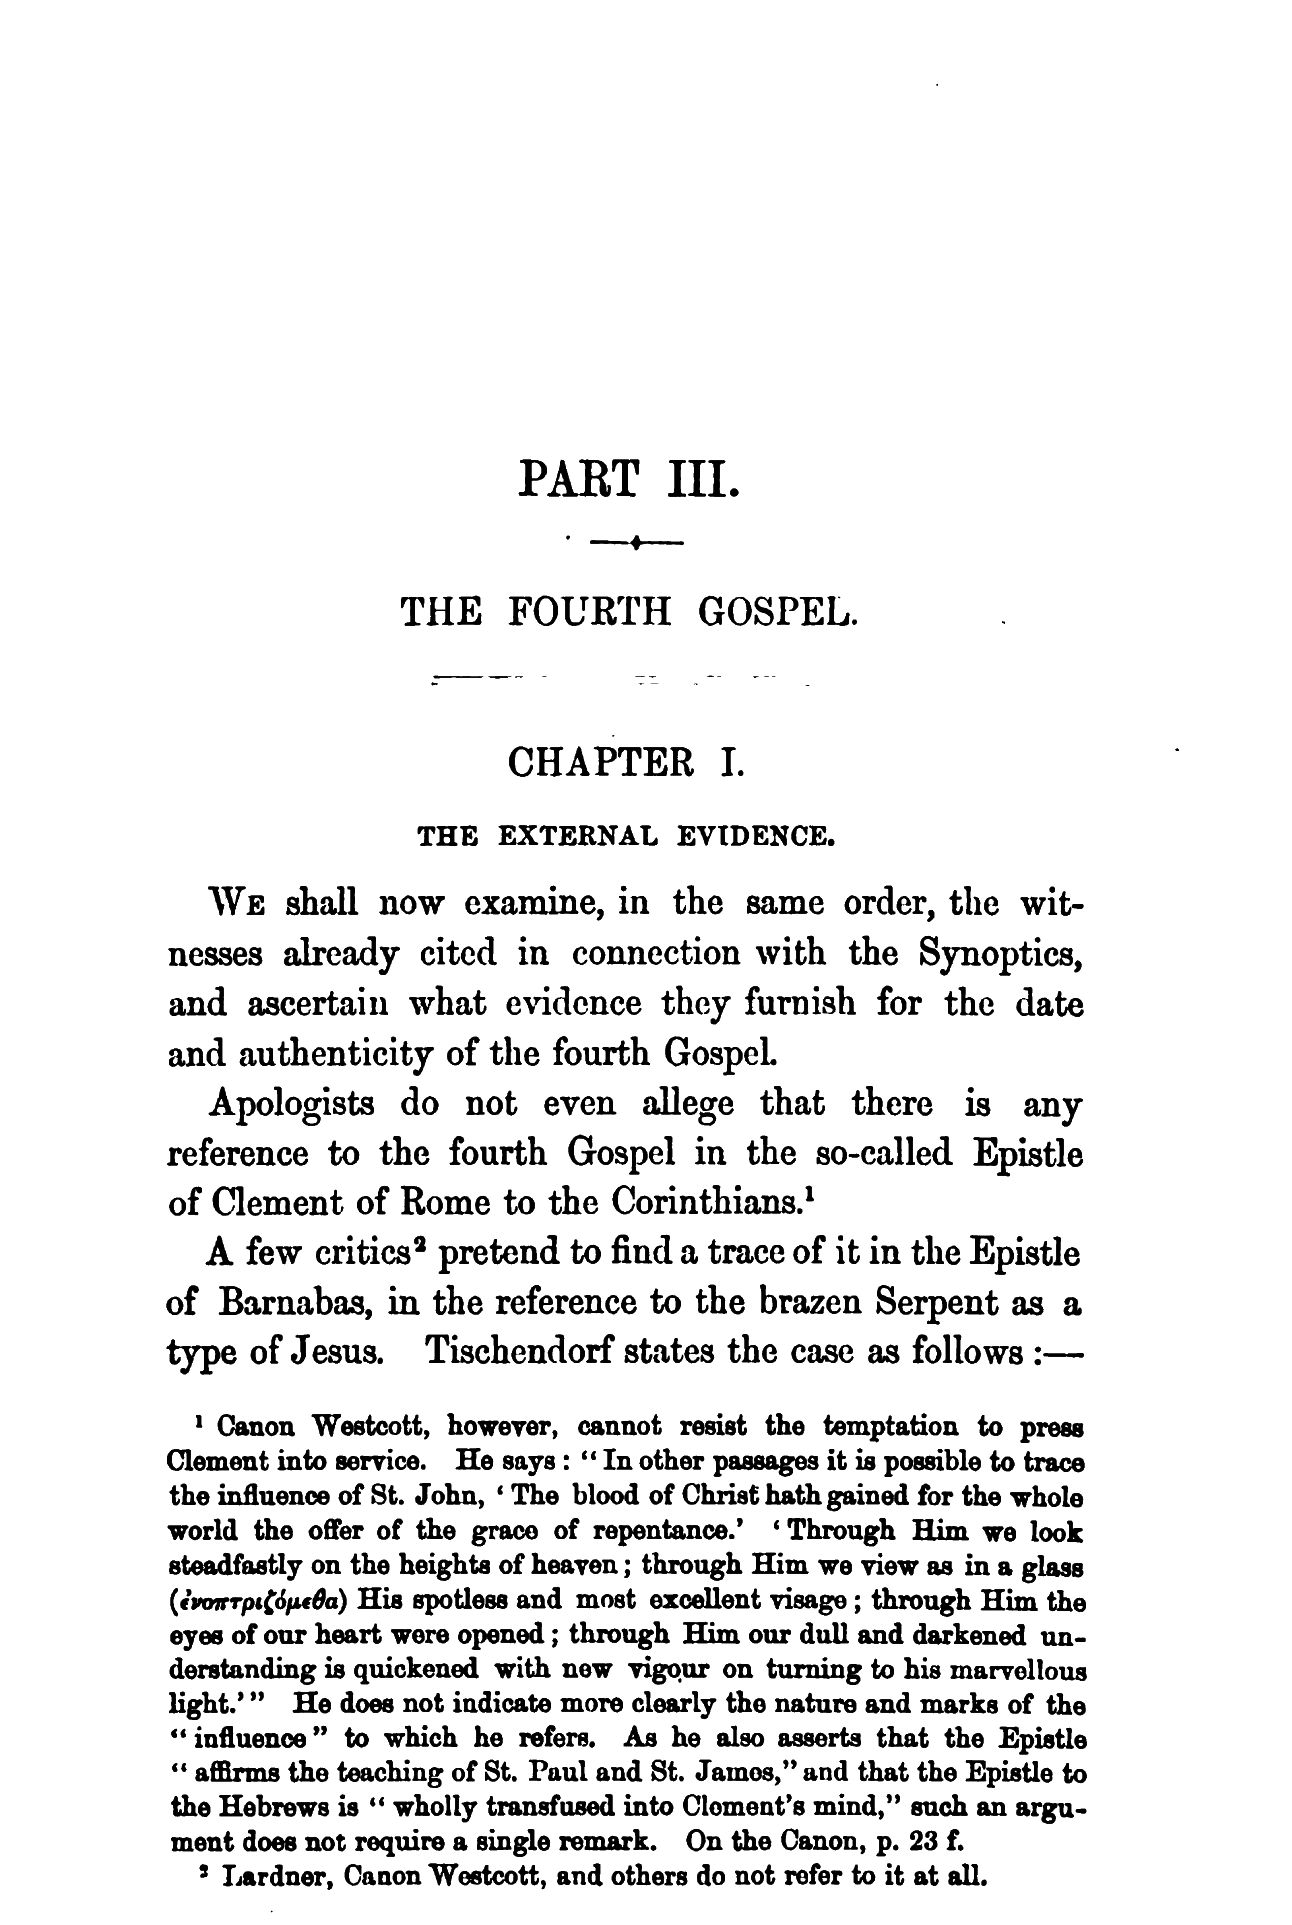 PART III.
THE FOURTH GOSPEL.
CHAPTER I.
THE EXTERNAL EVIDENCE.
WE shall now examine, in the same order, the wit-
nesses already cited in connection with the Synoptics,
and ascertain what evidence they furnish for the date
and authenticity of the fourth Gospel.
Apologists do not even allege that there is any
reference to the fourth Gospel in the so-called Epistle
of Clement of Rome to the Corinthians.¹
A few critics² pretend to find a trace of it in the Epistle
of Barnabas, in the reference to the brazen Serpent as a
type of Jesus. Tischendorf states the case as follows :—
¹ Canon Westcott, however, cannot resist the temptation to press
Clement into service. He says : “ In other passages it is possible to trace
the influence of St. John, ‘ The blood of Christ hath gained for the whole
world the offer of the grace of repentance.’ ‘ Through Him we look
steadfastly on the heights of heaven ; through Him we view as in a glass
(ἐνοπτριζόμεθα) His spotless and most excellent visage ; through Him the
eyes of our heart were opened ; through Him our dull and darkened un-
derstanding is quickened with new vigour on turning to his marvellous
light.’ ” He does not indicate more clearly the nature and marks of the
“ influence ” to which he refers. As he also asserts that the Epistle
“ affirms the teaching of St. Paul and St. James,” and that the Epistle to
the Hebrews is “ wholly transfused into Clement’s mind,” such an argu-
ment does not require a single remark. On the Canon, p. 23 f.
² Lardner, Canon Westcott, and others do not refer to it at all.